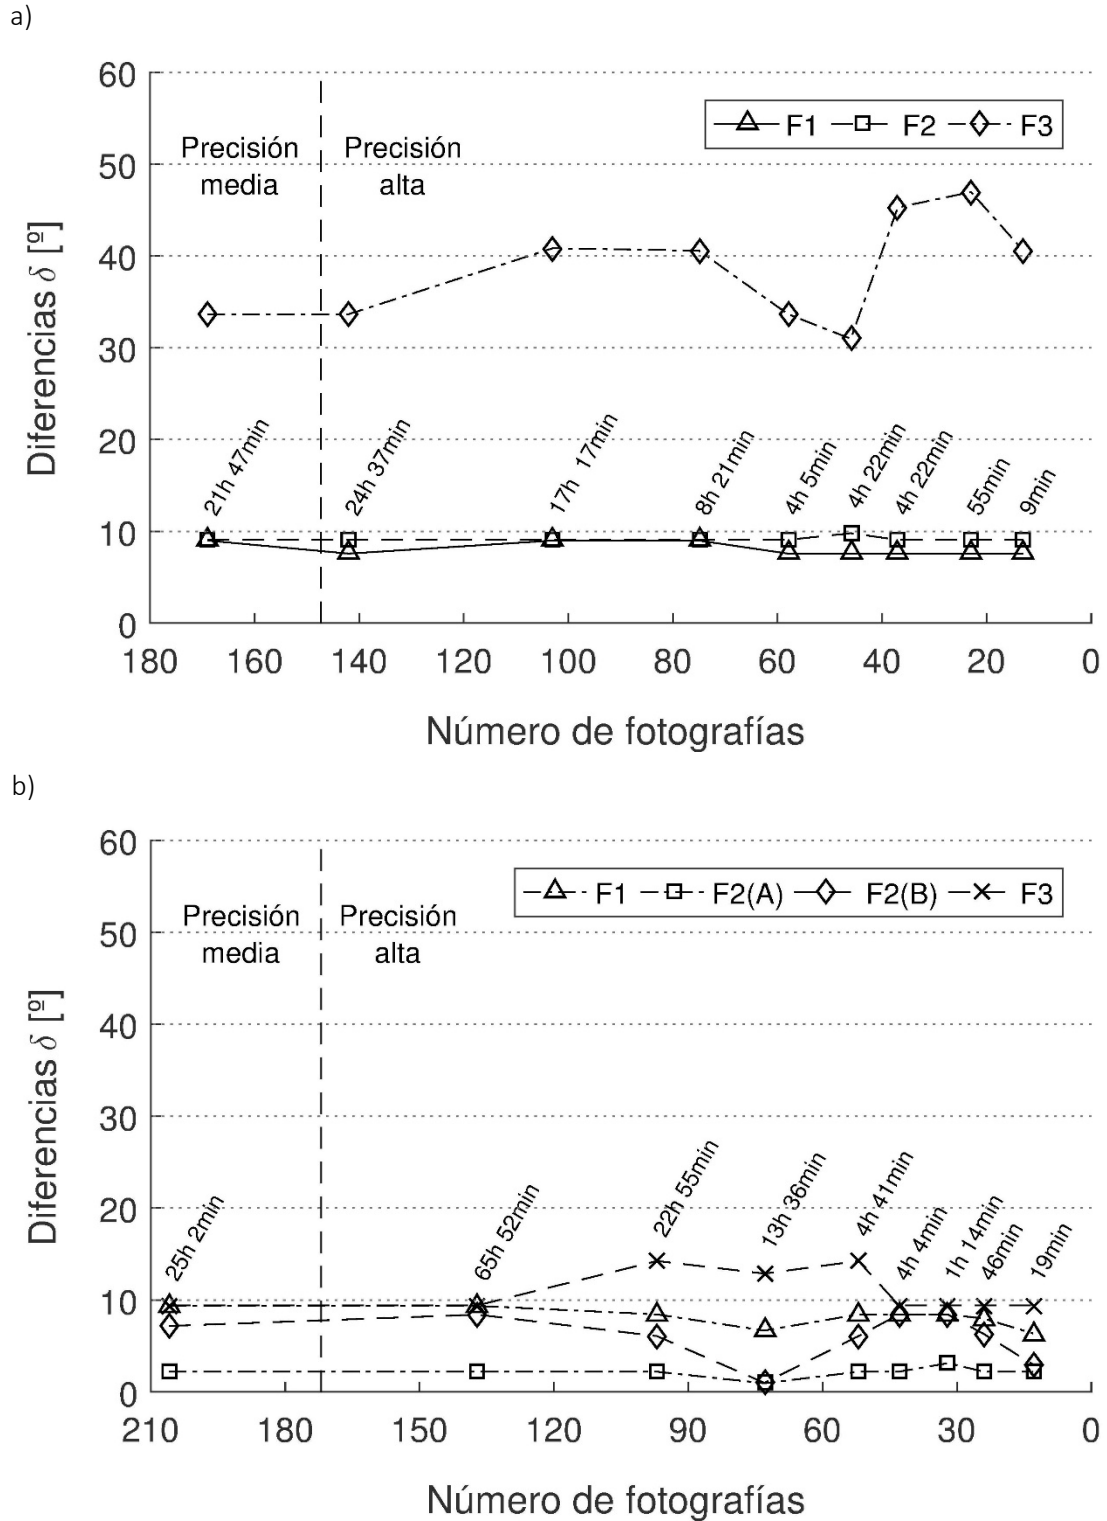 a)
60
50
40
30
20
10
0
Diferencias δ [º]
Precisión media
Precisión alta
F1 F2 F3
21h 47min
24h 37min
17h 17min
8h 21min
4h 5min
4h 22min
4h 22min
55min
9min
180 160 140 120 100 80 60 40 20 0
Número de fotografías
b)
60
50
40
30
20
10
0
Diferencias δ [º]
Precisión media
Precisión alta
F1 F2(A) F2(B) F3
25h 2min
65h 52min
22h 55min
13h 36min
4h 41min
4h 4min
1h 14min
46min
19min
210 180 150 120 90 60 30 0
Número de fotografías